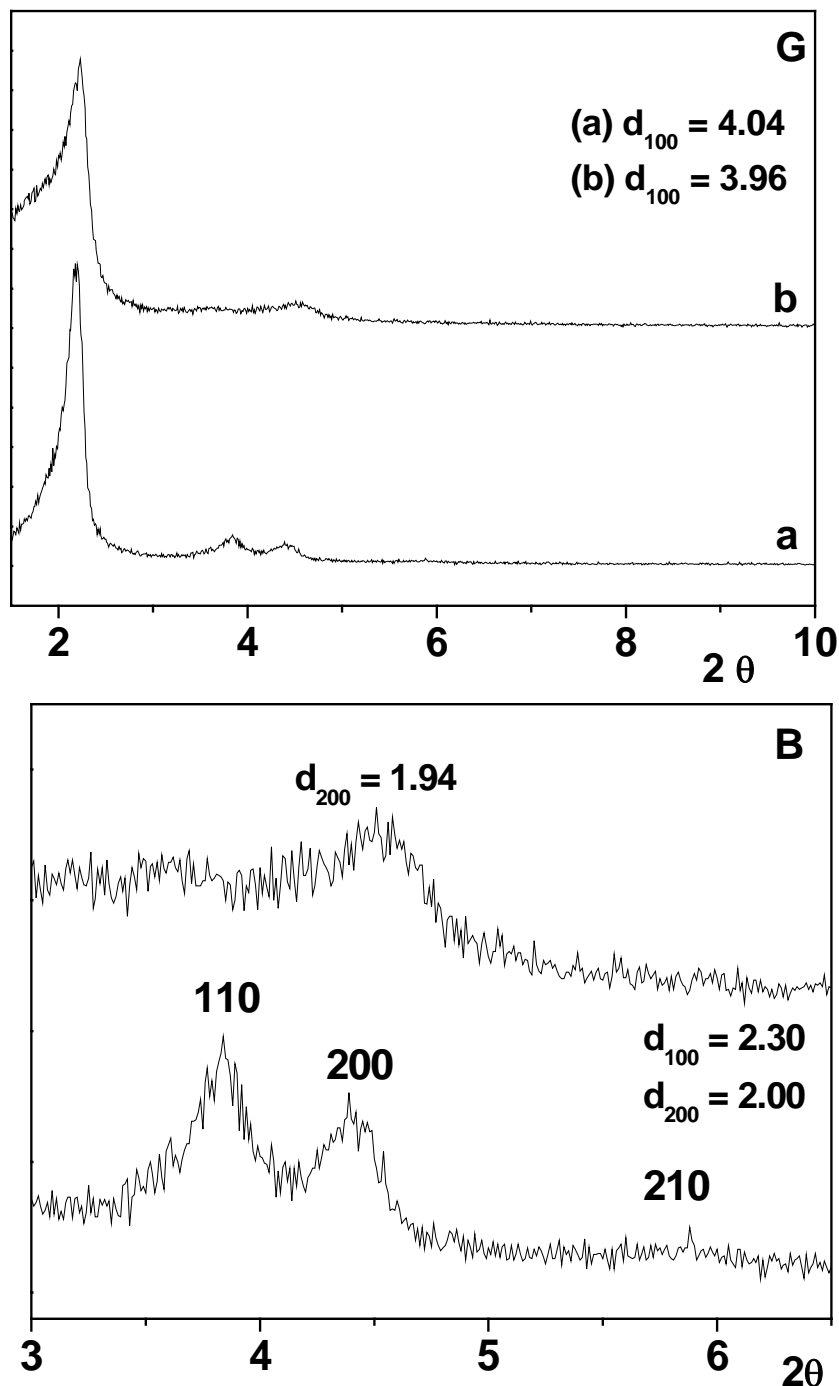 G
(a) d100 = 4.04
(b) d100 = 3.96
b
a
2 4 6 8 10
2 θ
B
d200 = 1.94
110
200
d100 = 2.30
d200 = 2.00
210
3 4 5 6
2θ